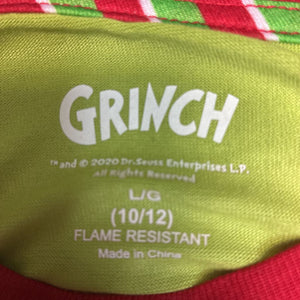 GRINCH
™ and © 2020 Dr.Seuss Enterprises L.P.
All Rights Reserved
L/G
(10/12)
FLAME RESISTANT
Made in China